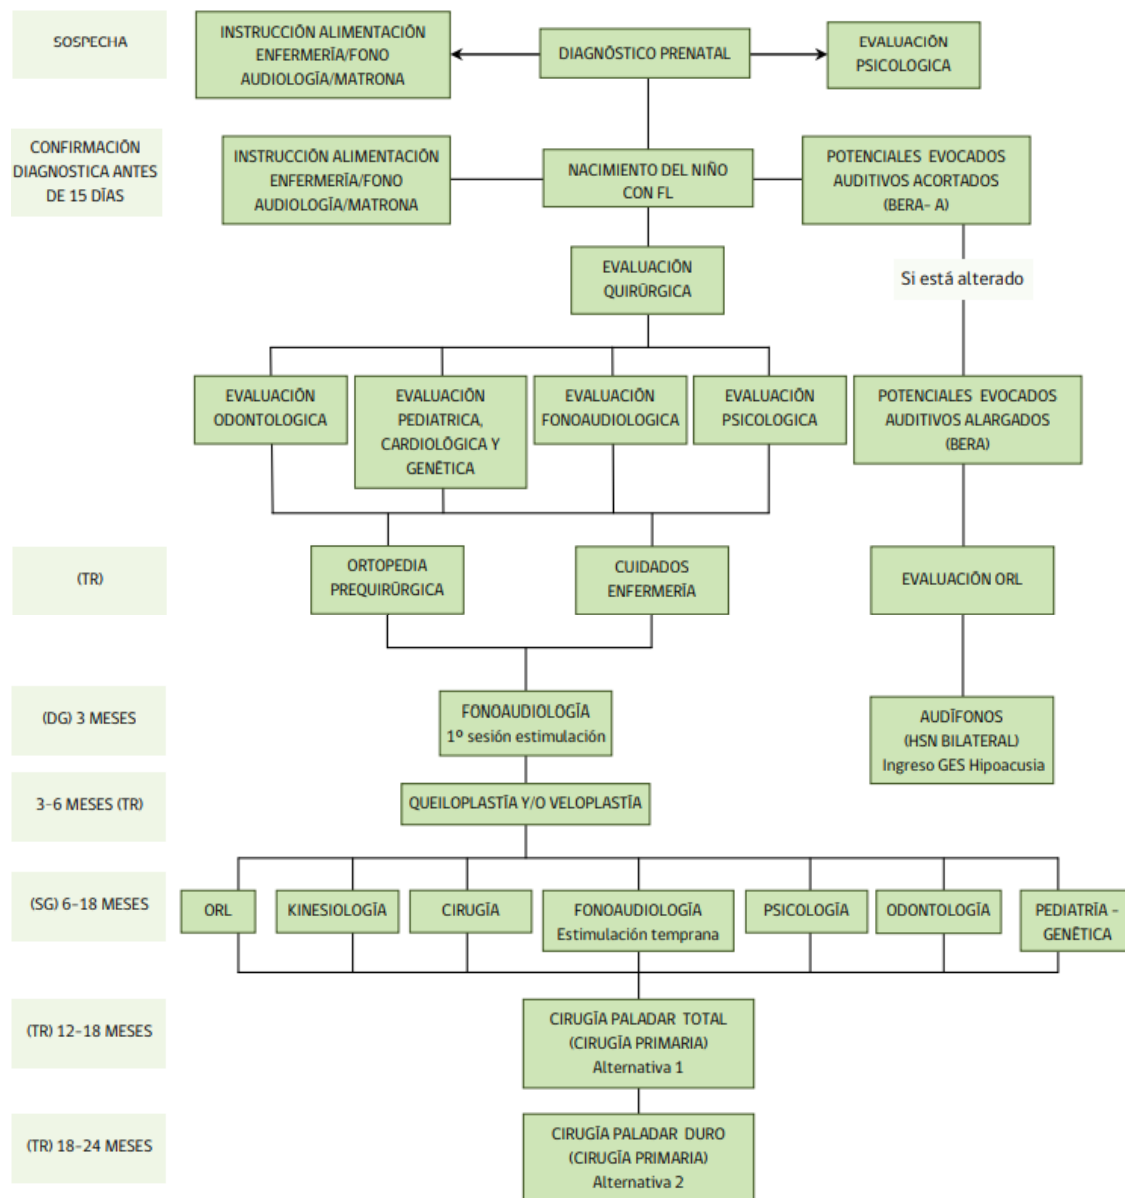 SOSPECHA
INSTRUCCIÓN ALIMENTACIÓN
ENFERMERÍA/FONO
AUDIOLOGÍA/MATRONA
DIAGNÓSTICO PRENATAL
EVALUACIÓN
PSICOLOGICA
CONFIRMACIÓN
DIAGNOSTICA ANTES
DE 15 DÍAS
INSTRUCCIÓN ALIMENTACIÓN
ENFERMERÍA/FONO
AUDIOLOGÍA/MATRONA
NACIMIENTO DEL NIÑO
CON FL
POTENCIALES EVOCADOS
AUDITIVOS ACORTADOS
(BERA- A)
EVALUACIÓN
QUIRÚRGICA
Si está alterado
EVALUACIÓN
ODONTOLOGICA
EVALUACIÓN
PEDIATRICA,
CARDIOLÓGICA Y
GENÉTICA
EVALUACIÓN
FONOAUDIOLOGICA
EVALUACIÓN
PSICOLOGICA
POTENCIALES EVOCADOS
AUDITIVOS ALARGADOS
(BERA)
(TR)
ORTOPEDIA
PREQUIRÚRGICA
CUIDADOS
ENFERMERÍA
EVALUACIÓN ORL
(DG) 3 MESES
FONOAUDIOLOGÍA
1º sesión estimulación
AUDÍFONOS
(HSN BILATERAL)
Ingreso GES Hipoacusia
3-6 MESES (TR)
QUEILOPLASTÍA Y/O VELOPLASTÍA
(SG) 6-18 MESES
ORL
KINESIOLOGÍA
CIRUGÍA
FONOAUDIOLOGÍA
Estimulación temprana
PSICOLOGÍA
ODONTOLOGÍA
PEDIATRÍA -
GENÉTICA
(TR) 12-18 MESES
CIRUGÍA PALADAR TOTAL
(CIRUGÍA PRIMARIA)
Alternativa 1
(TR) 18-24 MESES
CIRUGÍA PALADAR DURO
(CIRUGÍA PRIMARIA)
Alternativa 2